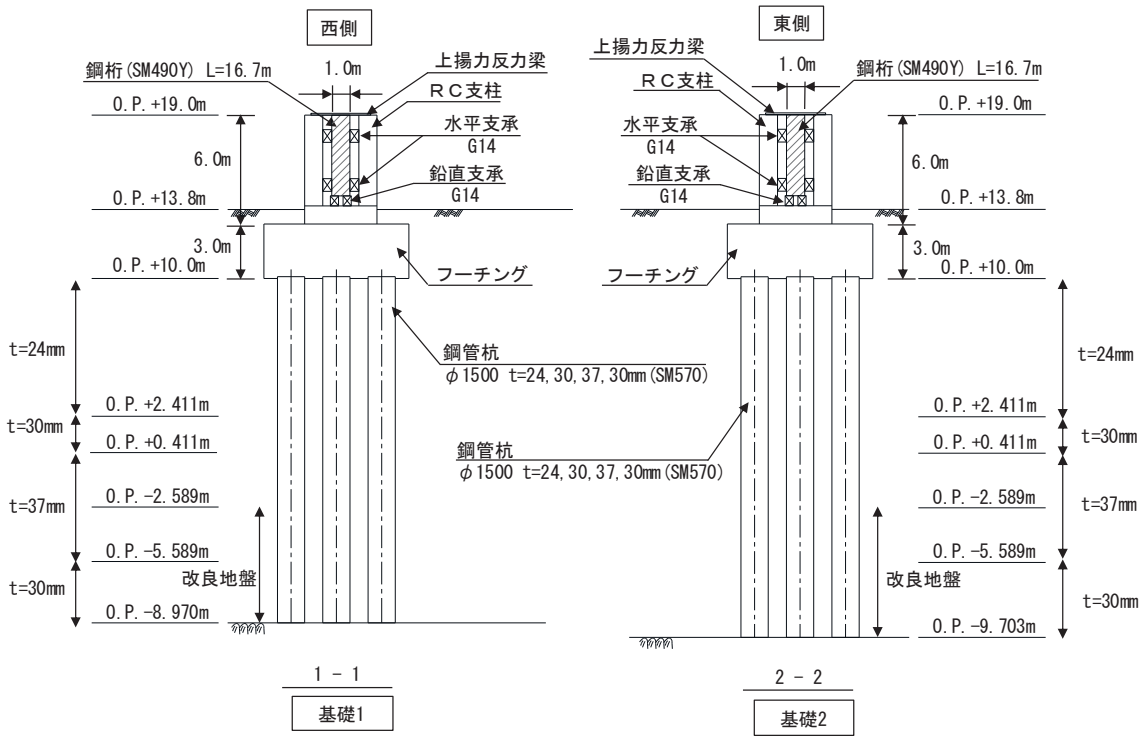 西側
鋼桁(SM490Y) L=16.7m
1.0m
上揚力反力梁
RC支柱
水平支承
G14
鉛直支承
G14
O.P.+19.0m
6.0m
O.P.+13.8m
3.0m
O.P.+10.0m
フーチング
t=24mm
鋼管杭
φ1500 t=24,30,37,30mm(SM570)
O.P.+2.411m
t=30mm
O.P.+0.411m
t=37mm
O.P.-2.589m
O.P.-5.589m
改良地盤
t=30mm
O.P.-8.970m
1-1
基礎1
東側
上揚力反力梁
1.0m
鋼桁(SM490Y) L=16.7m
RC支柱
水平支承
G14
鉛直支承
G14
O.P.+19.0m
6.0m
O.P.+13.8m
3.0m
O.P.+10.0m
フーチング
t=24mm
O.P.+2.411m
t=30mm
O.P.+0.411m
鋼管杭
φ1500 t=24,30,37,30mm(SM570)
t=37mm
O.P.-2.589m
O.P.-5.589m
改良地盤
t=30mm
O.P.-9.703m
2-2
基礎2